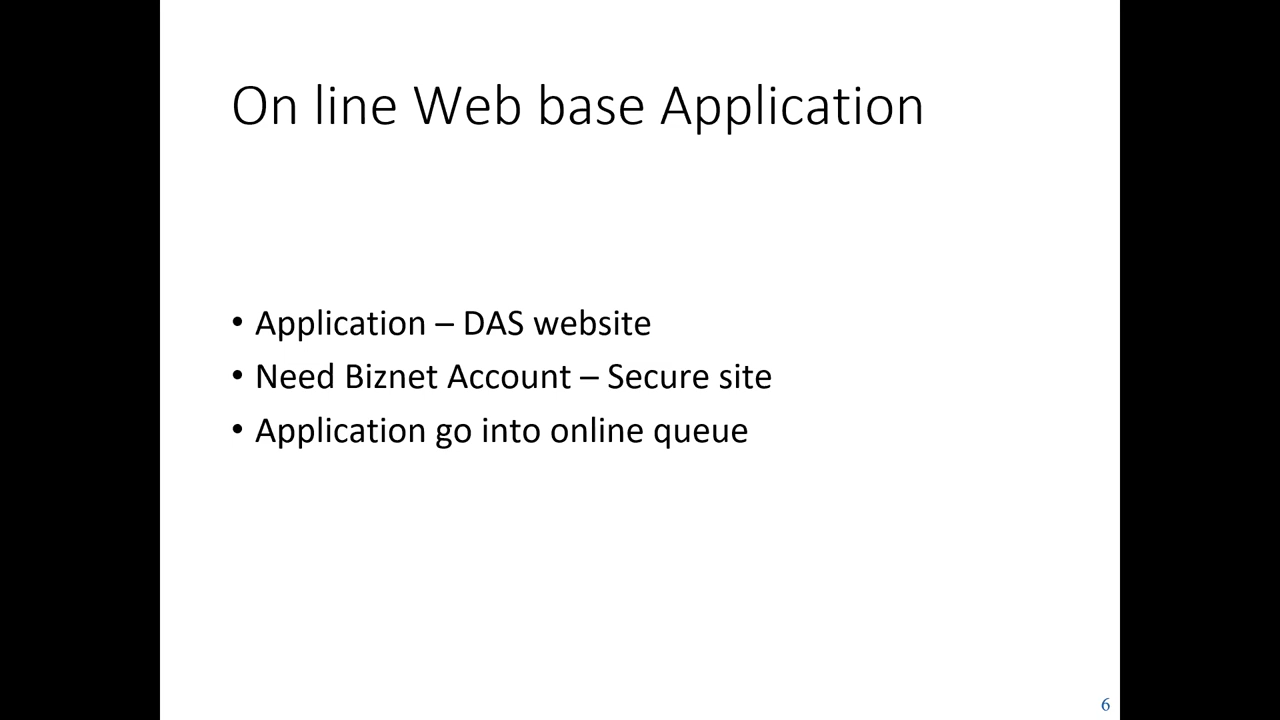 On line Web base Application
• Application – DAS website
• Need Biznet Account – Secure site
• Application go into online queue
6